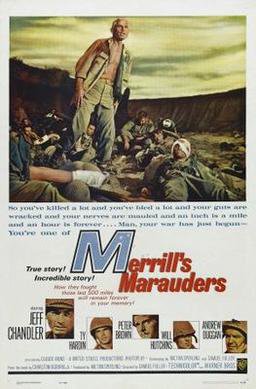 So you've killed a lot and you've bled a lot and your guts are
wracked and your nerves are mauled and an inch is a mile
and an hour is forever.... Man, your war has just begun—
You're one of
Merrill's
Marauders
True story!
Incredible story!
How they fought
those last 500 miles
will remain forever
in your memory!
starring
JEFF
CHANDLER
TY
HARDIN
PETER
BROWN
WILL
HUTCHINS
ANDREW
DUGGAN
TECHNICOLOR
WARNER BROS.